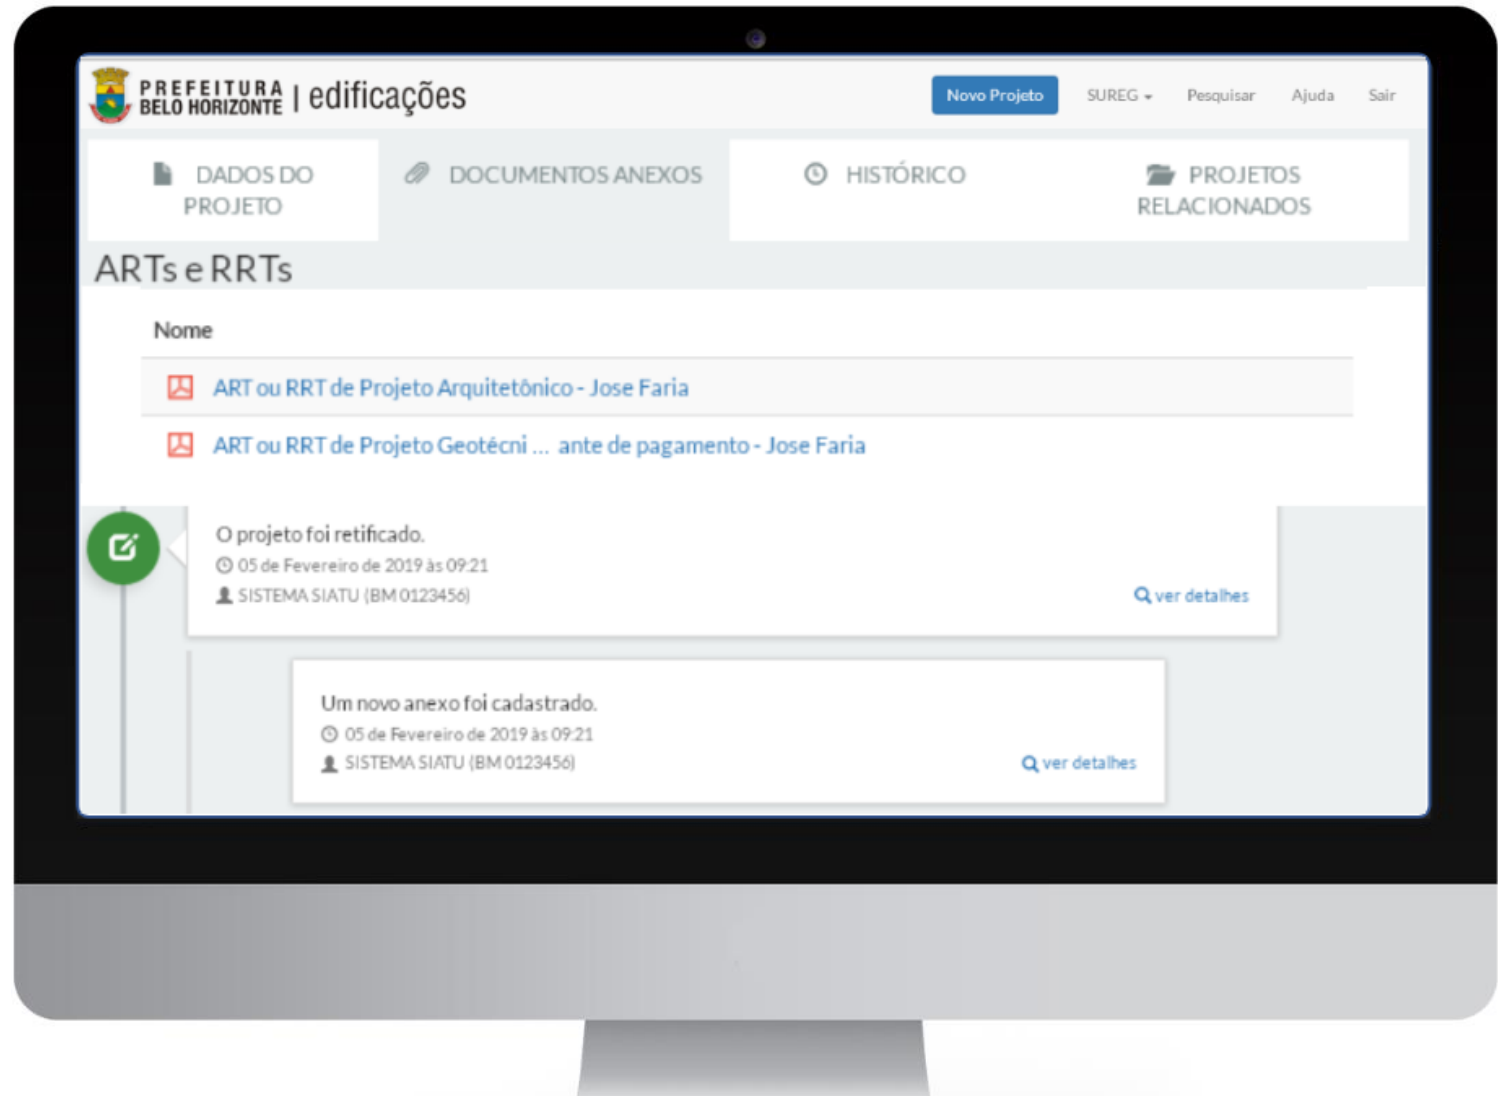 PREFEITURA
BELO HORIZONTE | edificações
Novo Projeto SUREG Pesquisar Ajuda Sair
DADOS DO
PROJETO
DOCUMENTOS ANEXOS
HISTÓRICO
PROJETOS
RELACIONADOS
ARTs e RRTs
Nome
ART ou RRT de Projeto Arquitetônico - Jose Faria
ART ou RRT de Projeto Geotécni ... ante de pagamento - Jose Faria
O projeto foi retificado.
05 de Fevereiro de 2019 às 09:21
SISTEMA SIATU (BM 0123456) ver detalhes
Um novo anexo foi cadastrado.
05 de Fevereiro de 2019 às 09:21
SISTEMA SIATU (BM 0123456) ver detalhes